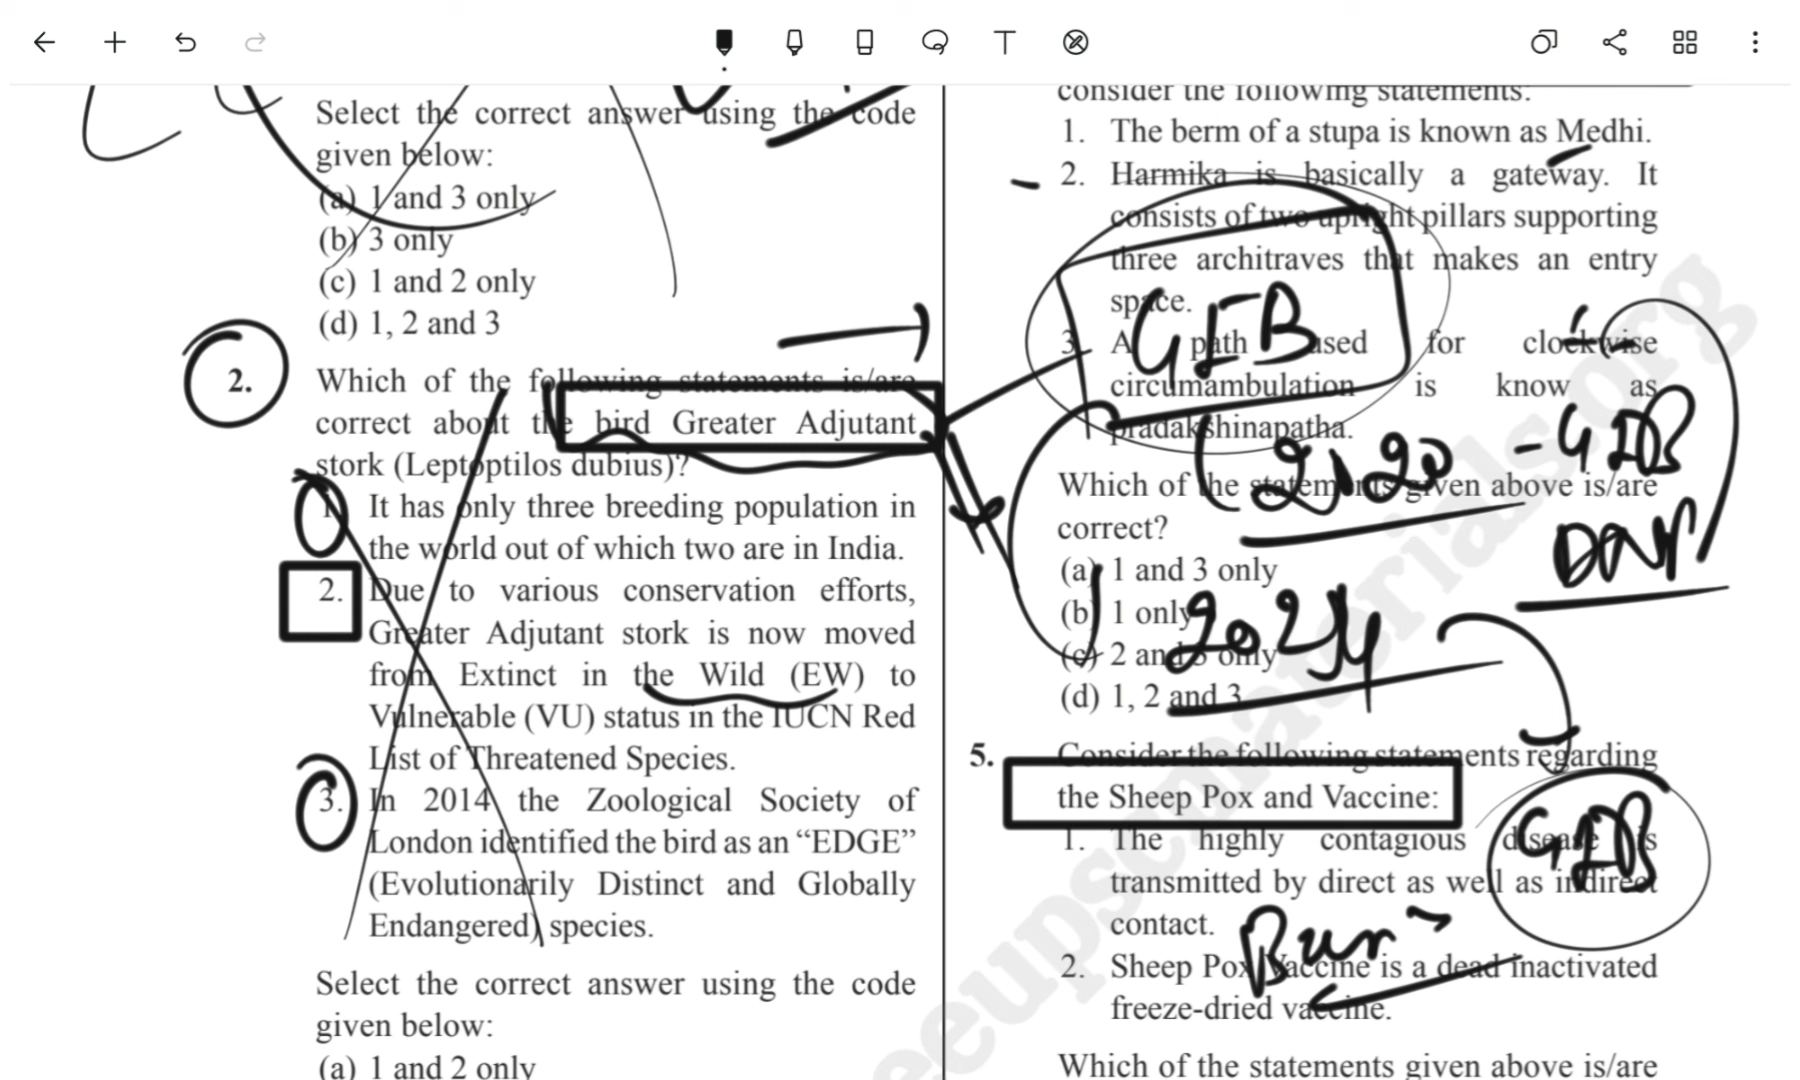 Select the correct answer using the code
given below:
(a) 1 and 3 only
(b) 3 only
(c) 1 and 2 only
(d) 1, 2 and 3
2. Which of the following statements is/are
correct about the bird Greater Adjutant
stork (Leptoptilos dubius)?
1. It has only three breeding population in
the world out of which two are in India.
2. Due to various conservation efforts,
Greater Adjutant stork is now moved
from Extinct in the Wild (EW) to
Vulnerable (VU) status in the IUCN Red
List of Threatened Species.
3. In 2014 the Zoological Society of
London identified the bird as an “EDGE”
(Evolutionarily Distinct and Globally
Endangered) species.
Select the correct answer using the code
given below:
(a) 1 and 2 only
consider the following statements:
1. The berm of a stupa is known as Medhi.
2. Harmika is basically a gateway. It
consists of two upright pillars supporting
three architraves that makes an entry
space.
3. A path used for clockwise
circumambulation is know as
pradakshinapatha.
Which of the statements given above is/are
correct?
(a) 1 and 3 only
(b) 1 only
(c) 2 and 3 only
(d) 1, 2 and 3
5. Consider the following statements regarding
the Sheep Pox and Vaccine:
1. The highly contagious disease is
transmitted by direct as well as indirect
contact.
2. Sheep Pox Vaccine is a dead inactivated
freeze-dried vaccine.
Which of the statements given above is/are
GIB
2020 - GIB
2024
GIB